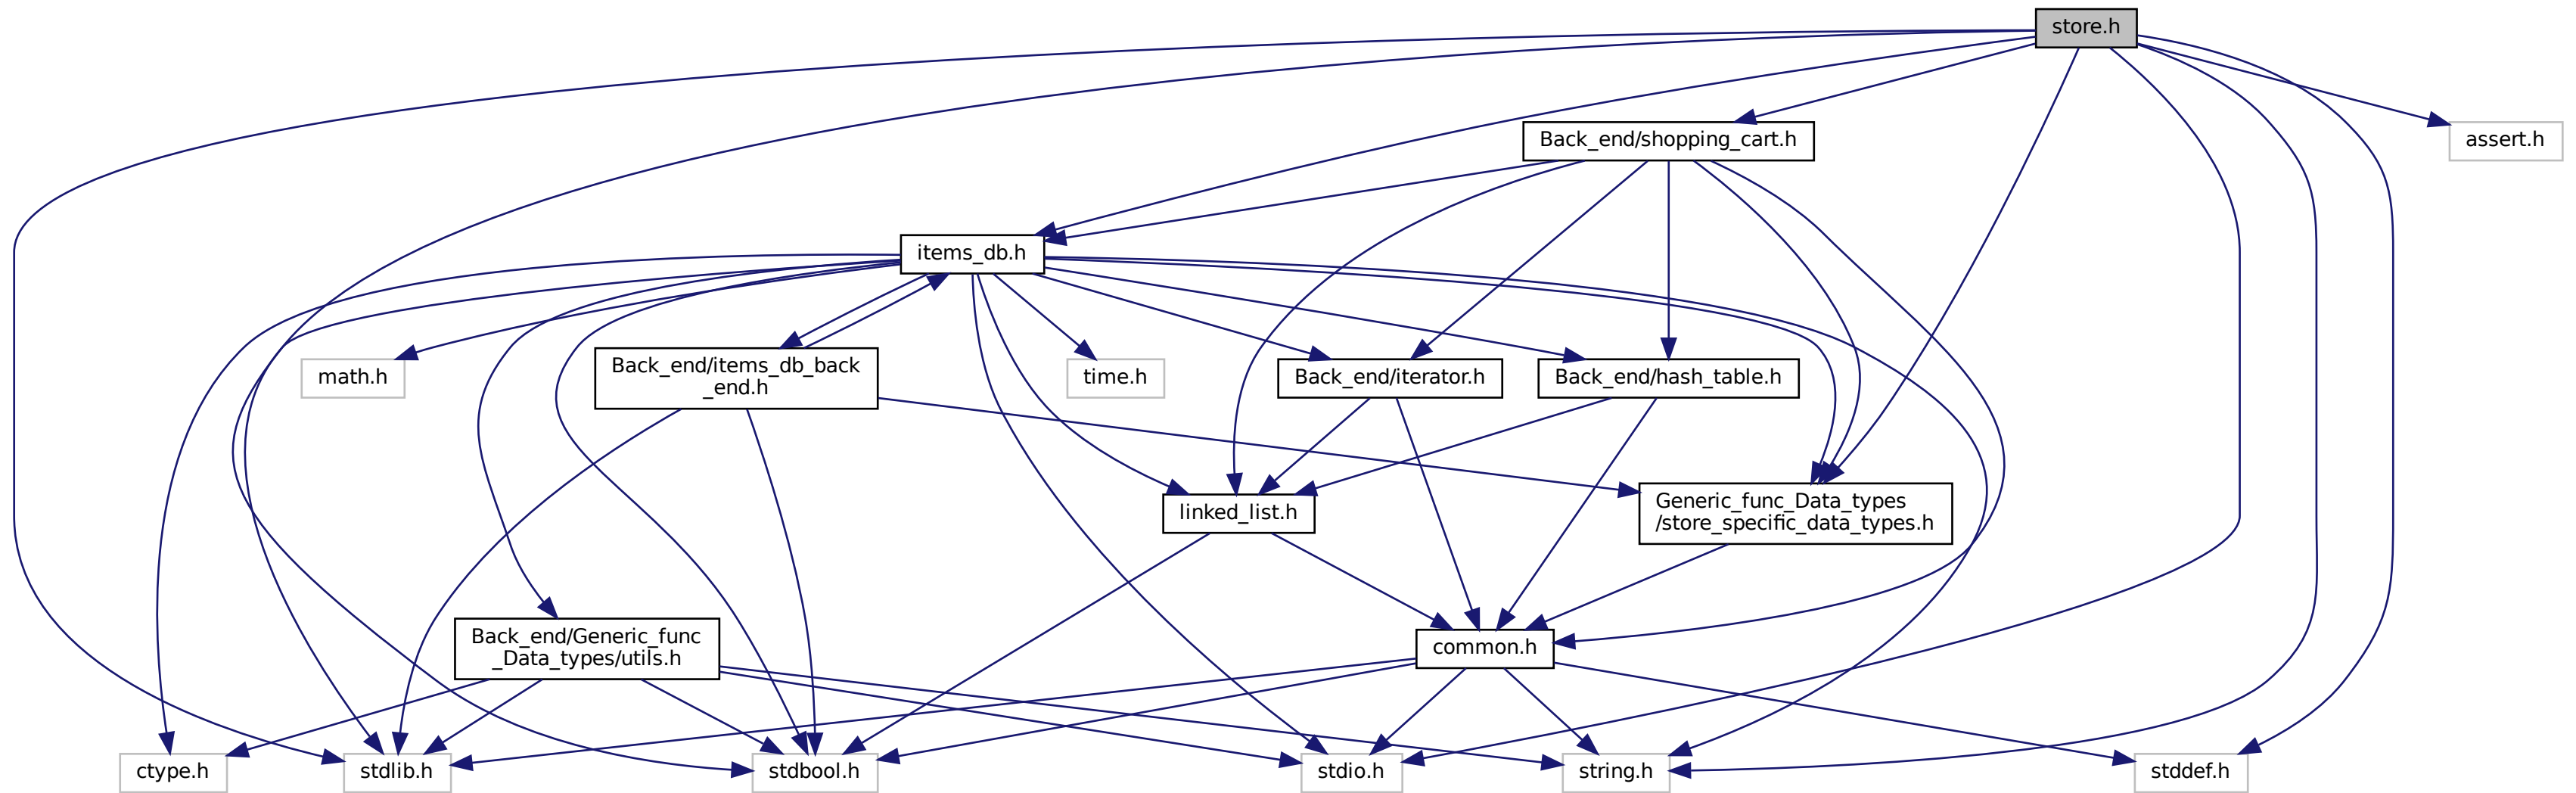 store.h
Back_end/shopping_cart.h
assert.h
items_db.h
math.h
Back_end/items_db_back
_end.h
time.h
Back_end/iterator.h
Back_end/hash_table.h
linked_list.h
Generic_func_Data_types
/store_specific_data_types.h
Back_end/Generic_func
_Data_types/utils.h
common.h
ctype.h
stdlib.h
stdbool.h
stdio.h
string.h
stddef.h